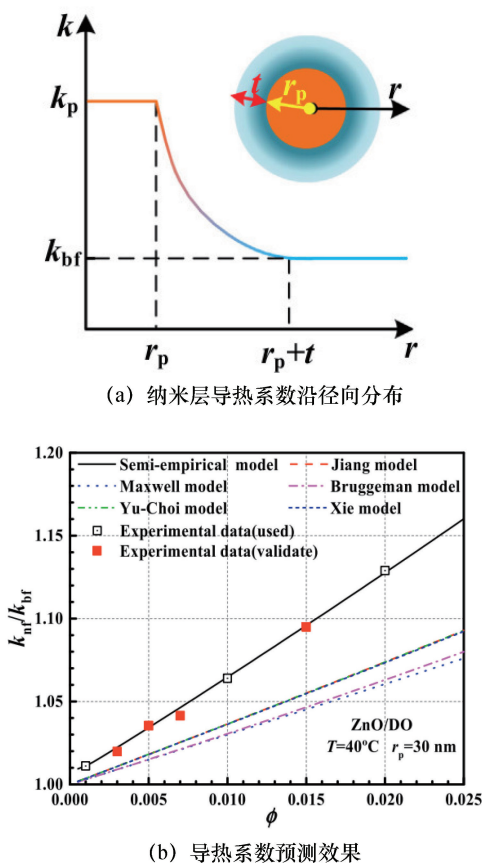 k
k_p
t
r_p
r
k_bf
r_p
r_p+t
r
(a) 纳米层导热系数沿径向分布
1.20
Semi-empirical model
Jiang model
Maxwell model
Bruggeman model
Yu-Choi model
Xie model
Experimental data(used)
1.15
Experimental data(validate)
k_nf/k_bf
1.10
1.05
ZnO/DO
T=40°C r_p=30 nm
1.00
0.000 0.005 0.010 0.015 0.020 0.025
ϕ
(b) 导热系数预测效果